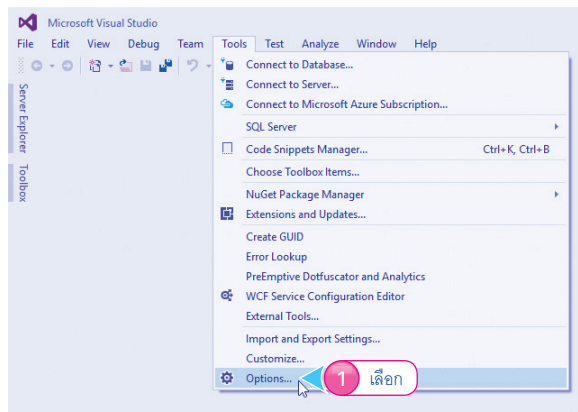 Microsoft Visual Studio
File Edit View Debug Team Tools Test Analyze Window Help
Server Explorer
Toolbox
Connect to Database...
Connect to Server...
Connect to Microsoft Azure Subscription...
SQL Server
Code Snippets Manager... Ctrl+K, Ctrl+B
Choose Toolbox Items...
NuGet Package Manager
Extensions and Updates...
Create GUID
Error Lookup
PreEmptive Dotfuscator and Analytics
WCF Service Configuration Editor
External Tools...
Import and Export Settings...
Customize...
Options... 1 เลือก